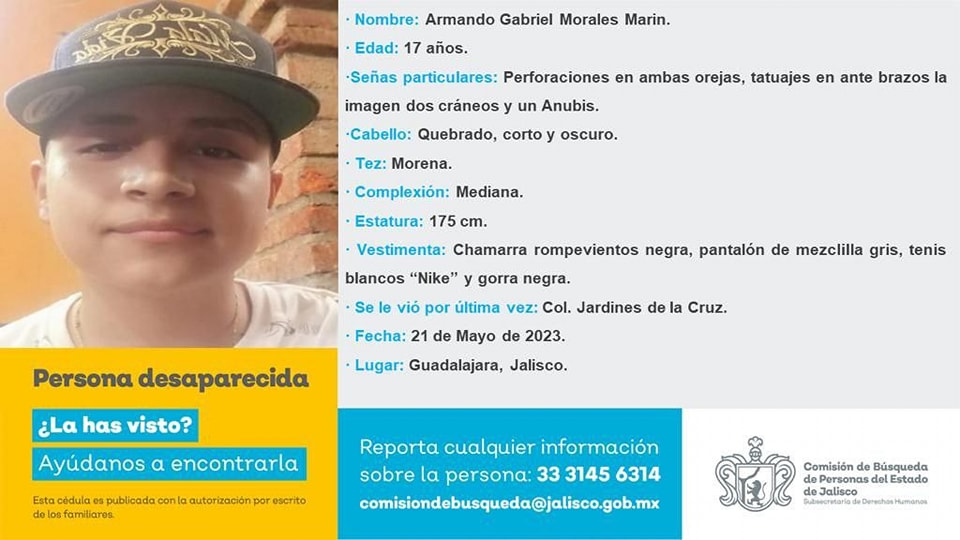 Mala Vida
· Nombre: Armando Gabriel Morales Marin.
· Edad: 17 años.
·Señas particulares: Perforaciones en ambas orejas, tatuajes en ante brazos la
imagen dos cráneos y un Anubis.
·Cabello: Quebrado, corto y oscuro.
· Tez: Morena.
· Complexión: Mediana.
· Estatura: 175 cm.
· Vestimenta: Chamarra rompevientos negra, pantalón de mezclilla gris, tenis
blancos “Nike” y gorra negra.
· Se le vió por última vez: Col. Jardines de la Cruz.
· Fecha: 21 de Mayo de 2023.
· Lugar: Guadalajara, Jalisco.
Persona desaparecida
¿La has visto?
Ayúdanos a encontrarla
Esta cédula es publicada con la autorización por escrito
de los familiares.
Reporta cualquier información
sobre la persona: 33 3145 6314
comisiondebusqueda@jalisco.gob.mx
Comisión de Búsqueda
de Personas del Estado
de Jalisco
Subsecretaría de Derechos Humanos